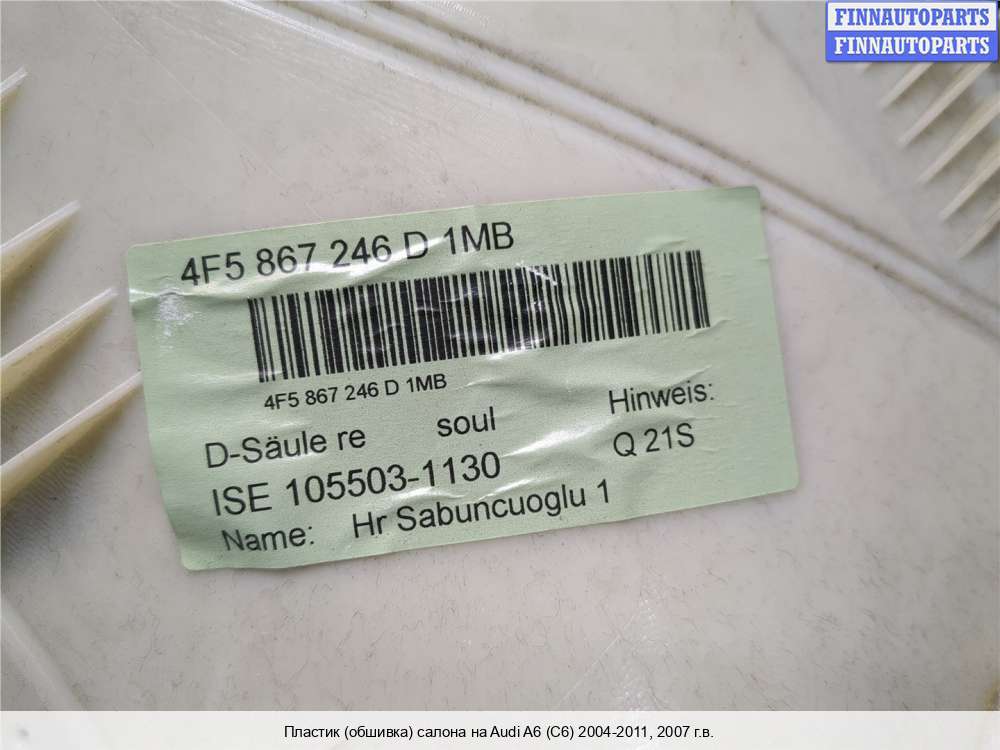 FINNAUTOPARTS
FINNAUTOPARTS
4F5 867 246 D 1MB
4F5 867 246 D 1MB
D-Säule re soul Hinweis:
ISE 105503-1130 Q 21S
Name: Hr Sabuncuoglu 1
Пластик (обшивка) салона на Audi A6 (C6) 2004-2011, 2007 г.в.